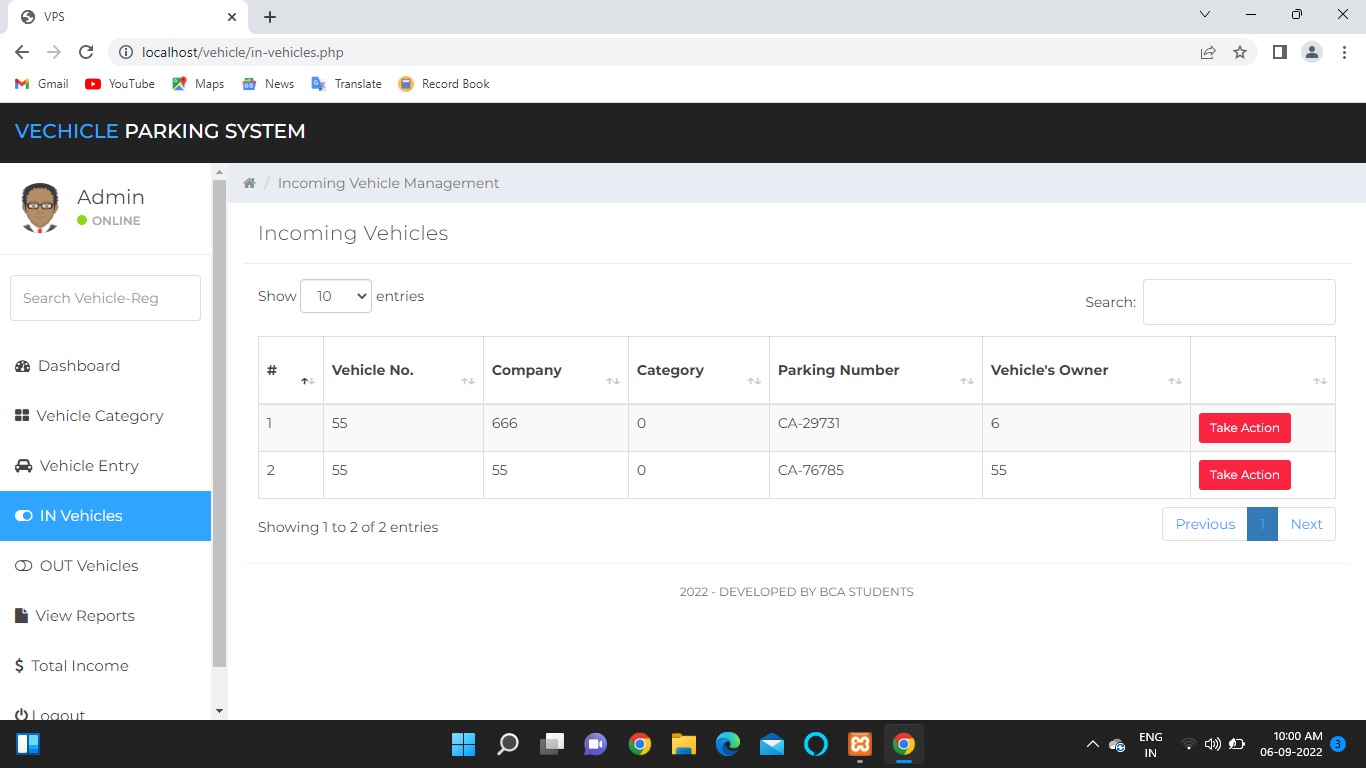 VPS
localhost/vehicle/in-vehicles.php
Gmail YouTube Maps News Translate Record Book
VECHICLE PARKING SYSTEM
Admin
ONLINE
Search Vehicle-Reg
Dashboard
Vehicle Category
Vehicle Entry
IN Vehicles
OUT Vehicles
View Reports
$ Total Income
Logout
/ Incoming Vehicle Management
Incoming Vehicles
Show 10 entries Search:
# Vehicle No. Company Category Parking Number Vehicle's Owner
1 55 666 0 CA-29731 6 Take Action
2 55 55 0 CA-76785 55 Take Action
Showing 1 to 2 of 2 entries Previous 1 Next
2022 - DEVELOPED BY BCA STUDENTS
ENG
IN
10:00 AM
06-09-2022
3